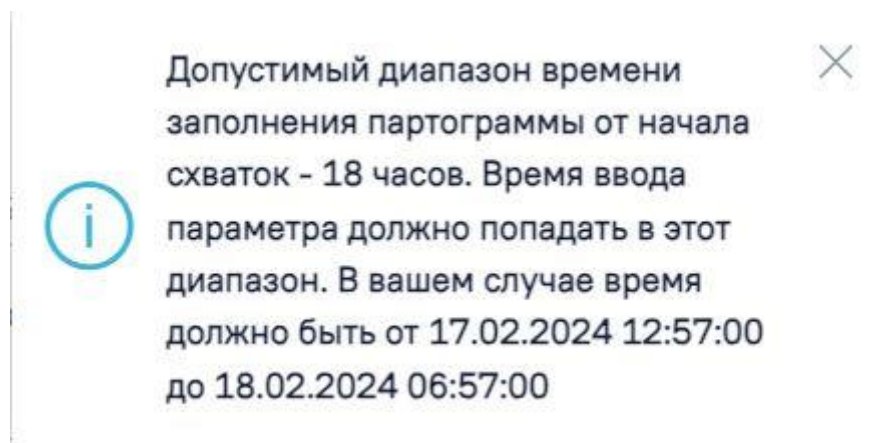 Допустимый диапазон времени
заполнения партограммы от начала
схваток - 18 часов. Время ввода
параметра должно попадать в этот
диапазон. В вашем случае время
должно быть от 17.02.2024 12:57:00
до 18.02.2024 06:57:00